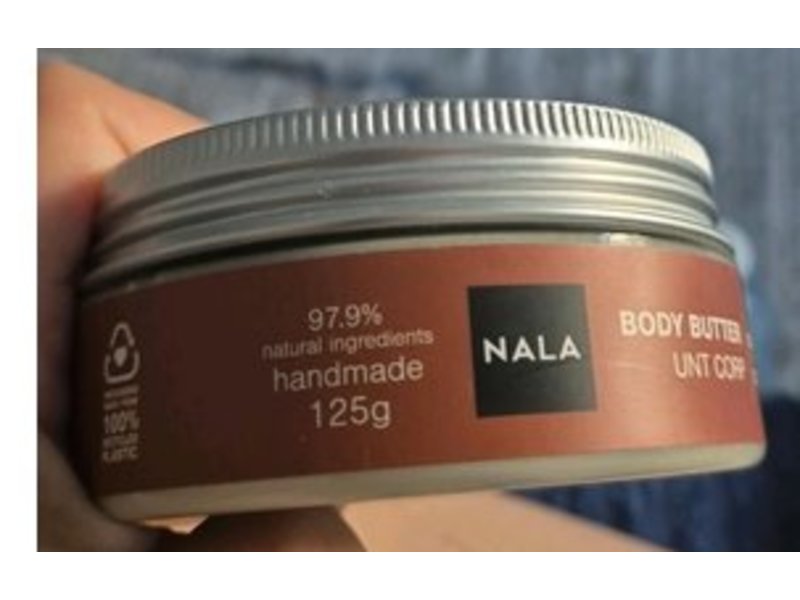 100%
97.9%
natural ingredients
handmade
125g
NALA
BODY BUTTER
UNT CORP